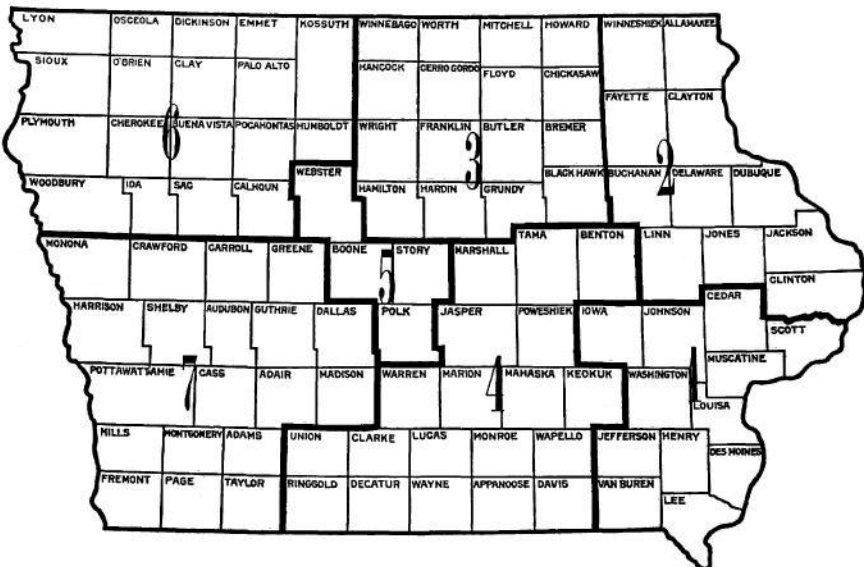 LYON OSCEOLA DICKINSON EMMET KOSSUTH WINNEBAGO WORTH MITCHELL HOWARD WINNESHIEK ALLAMAKEE
SIOUX O'BRIEN CLAY PALO ALTO HANCOCK CERRO GORDO FLOYD CHICKASAW
FAYETTE CLAYTON
PLYMOUTH CHEROKEE BUENA VISTA POCAHONTAS HUMBOLDT WRIGHT FRANKLIN BUTLER BREMER
6 3 2
WEBSTER
WOODBURY IDA SAC CALHOUN HAMILTON HARDIN GRUNDY BLACK HAWK BUCHANAN DELAWARE DUBUQUE
MONONA CRAWFORD CARROLL GREENE BOONE STORY MARSHALL TAMA BENTON LINN JONES JACKSON
5
CLINTON
HARRISON SHELBY AUDUBON GUTHRIE DALLAS POLK JASPER POWESHIEK IOWA JOHNSON CEDAR
SCOTT
MUSCATINE
POTTAWATTAMIE CASS ADAIR MADISON WARREN MARION MAHASKA KEOKUK WASHINGTON
7 4 1
LOUISA
MILLS MONTGOMERY ADAMS UNION CLARKE LUCAS MONROE WAPELLO JEFFERSON HENRY
DES MOINES
FREMONT PAGE TAYLOR RINGGOLD DECATUR WAYNE APPANOOSE DAVIS VAN BUREN
LEE